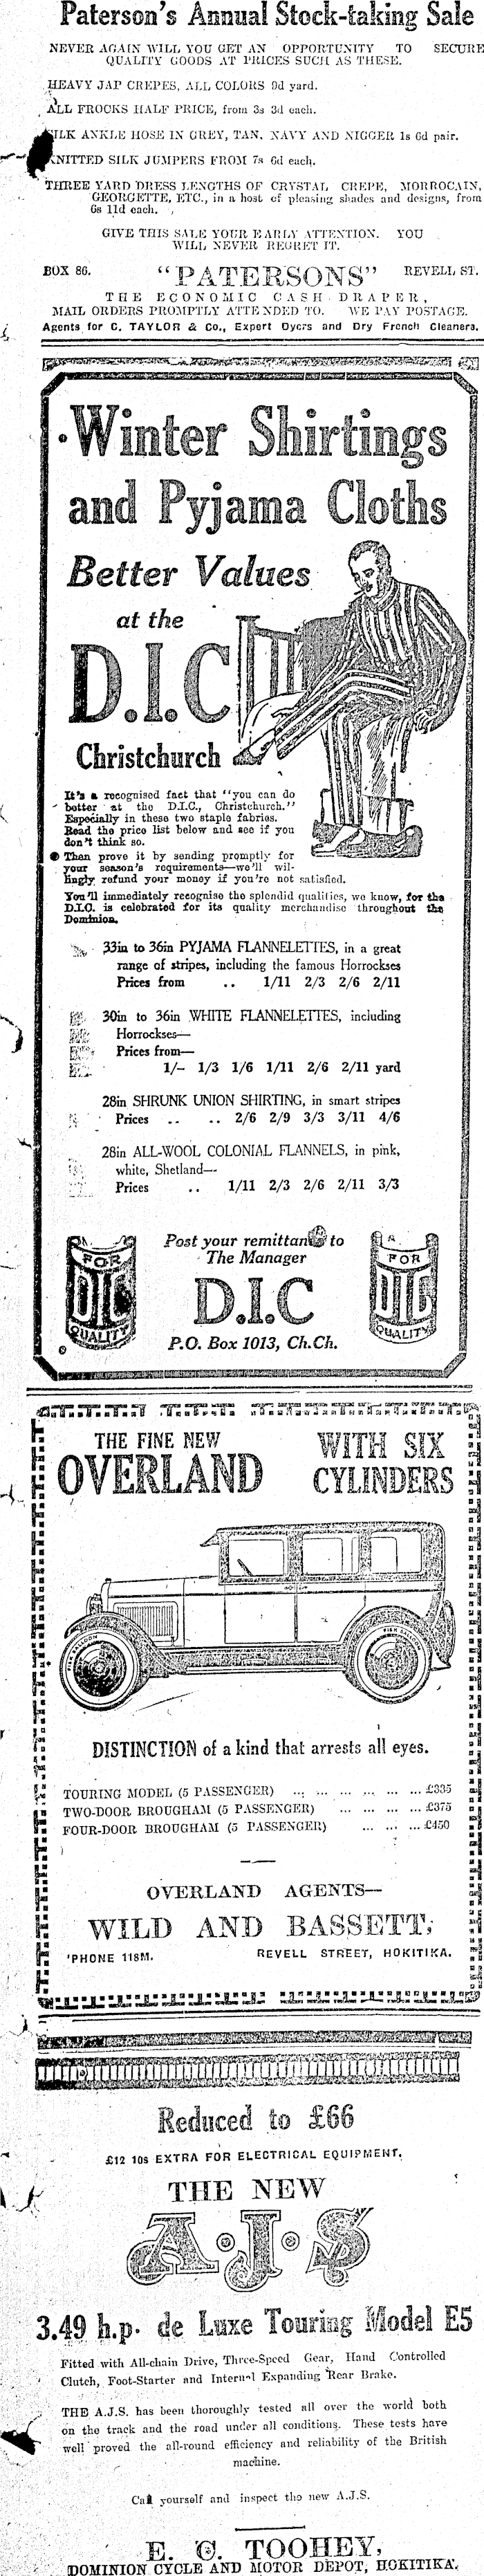 Paterson's Annual Stock-taking Sale
NEVER AGAIN WILL YOU GET AN OPPORTUNITY TO SECURE
QUALITY GOODS AT PRICES SUCH AS THESE.
HEAVY JAP CREPES, ALL COLORS 9d yard.
ALL FROCKS HALF PRICE, from 3s 3d each.
SILK ANKLE HOSE IN GREY, TAN, NAVY AND NIGGER 1s 6d pair.
KNITTED SILK JUMPERS FROM 7s 6d each.
THREE YARD DRESS LENGTHS OF CRYSTAL CREPE, MORROCAIN,
GEORGETTE, ETC., in a host of pleasing shades and designs, from
6s 11d each.
GIVE THIS SALE YOUR EARLY ATTENTION. YOU
WILL NEVER REGRET IT.
BOX 86. "PATERSONS" REVELL ST.
THE ECONOMIC CASH DRAPER,
MAIL ORDERS PROMPTLY ATTENDED TO. WE PAY POSTAGE.
Agents for C. TAYLOR & Co., Expert Dyers and Dry French Cleaners.
Winter Shirtings
and Pyjama Cloths
Better Values
at the
D.I.C
Christchurch
It's a recognised fact that "you can do
better at the D.I.C., Christchurch."
Especially in these two staple fabrics.
Read the price list below and see if you
don't think so.
Then prove it by sending promptly for
your season's requirements—we'll wil-
lingly refund your money if you're not satisfied.
You'll immediately recognise the splendid qualities, we know, for the
D.I.C. is celebrated for its quality merchandise throughout the
Dominion.
33in to 36in PYJAMA FLANNELETTES, in a great
range of stripes, including the famous Horrockses
Prices from .. 1/11 2/3 2/6 2/11
30in to 36in WHITE FLANNELETTES, including
Horrockses—
Prices from—
1/- 1/3 1/6 1/11 2/6 2/11 yard
28in SHRUNK UNION SHIRTING, in smart stripes
Prices .. .. 2/6 2/9 3/3 3/11 4/6
28in ALL-WOOL COLONIAL FLANNELS, in pink,
white, Shetland—
Prices .. 1/11 2/3 2/6 2/11 3/3
FOR
DIC
QUALITY
Post your remittance to
The Manager
D.I.C
P.O. Box 1013, Ch.Ch.
FOR
DIC
QUALITY
THE FINE NEW WITH SIX
OVERLAND CYLINDERS
DISTINCTION of a kind that arrests all eyes.
TOURING MODEL (5 PASSENGER) ... ... ... ... ... ... £335
TWO-DOOR BROUGHAM (5 PASSENGER) ... ... ... ... £375
FOUR-DOOR BROUGHAM (5 PASSENGER) ... ... ... £450
OVERLAND AGENTS—
WILD AND BASSETT,
'PHONE 118M. REVELL STREET, HOKITIKA.
Reduced to £66
£12 10s EXTRA FOR ELECTRICAL EQUIPMENT.
THE NEW
A.J.S
3.49 h.p. de Luxe Touring Model E5
Fitted with All-chain Drive, Three-Speed Gear, Hand Controlled
Clutch, Foot-Starter and Internal Expanding Rear Brake.
THE A.J.S. has been thoroughly tested all over the world both
on the track and the road under all conditions. These tests have
well proved the all-round efficiency and reliability of the British
machine.
Call yourself and inspect the new A.J.S.
E. C. TOOHEY,
DOMINION CYCLE AND MOTOR DEPOT, HOKITIKA.